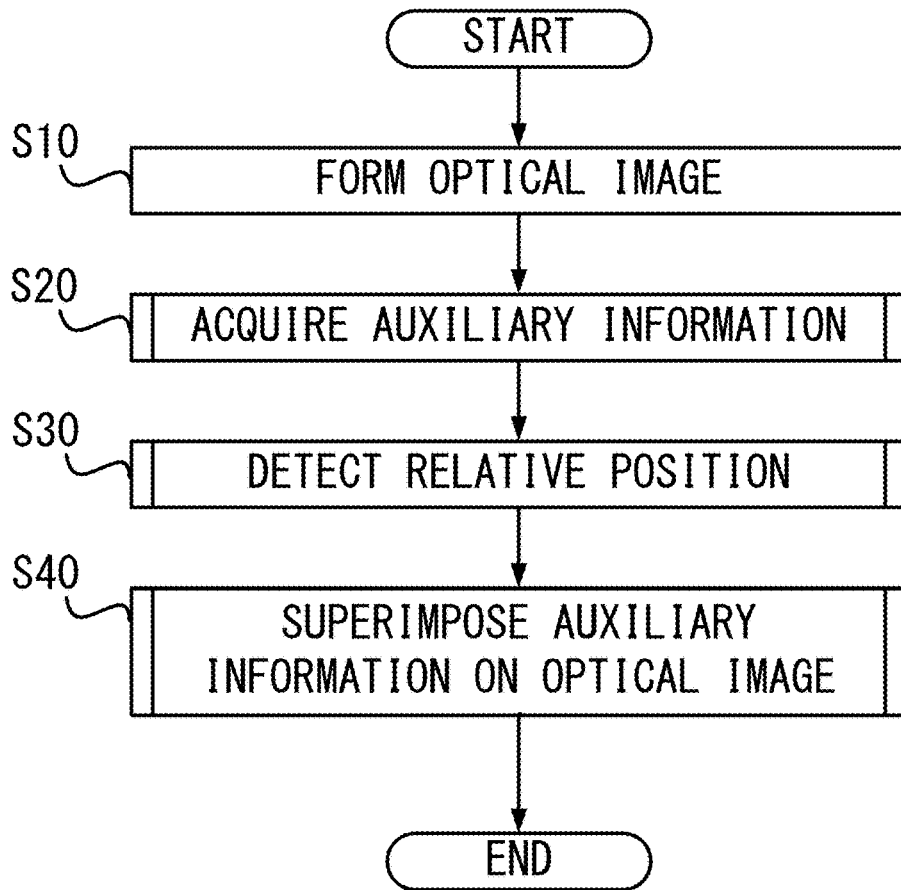 START
S10
FORM OPTICAL IMAGE
S20
ACQUIRE AUXILIARY INFORMATION
S30
DETECT RELATIVE POSITION
S40
SUPERIMPOSE AUXILIARY
INFORMATION ON OPTICAL IMAGE
END